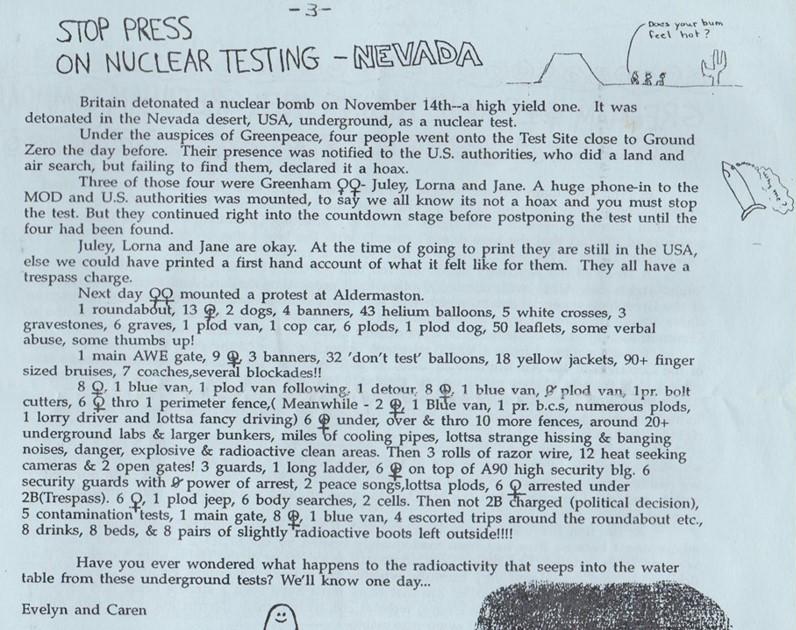 -3-
STOP PRESS
ON NUCLEAR TESTING - NEVADA
Does your bum
feel hot?
Britain detonated a nuclear bomb on November 14th--a high yield one. It was
detonated in the Nevada desert, USA, underground, as a nuclear test.
Under the auspices of Greenpeace, four people went onto the Test Site close to Ground
Zero the day before. Their presence was notified to the U.S. authorities, who did a land and
air search, but failing to find them, declared it a hoax.
Three of those four were Greenham ♀♀- Juley, Lorna and Jane. A huge phone-in to the
MOD and U.S. authorities was mounted, to say we all know its not a hoax and you must stop
the test. But they continued right into the countdown stage before postponing the test until the
four had been found.
Juley, Lorna and Jane are okay. At the time of going to print they are still in the USA,
else we could have printed a first hand account of what it felt like for them. They all have a
trespass charge.
Next day ♀♀ mounted a protest at Aldermaston.
1 roundabout, 13 ♀, 2 dogs, 4 banners, 43 helium balloons, 5 white crosses, 3
gravestones, 6 graves, 1 plod van, 1 cop car, 6 plods, 1 plod dog, 50 leaflets, some verbal
abuse, some thumbs up!
1 main AWE gate, 9 ♀, 3 banners, 32 'don't test' balloons, 18 yellow jackets, 90+ finger
sized bruises, 7 coaches,several blockades!!
8 ♀, 1 blue van, 1 plod van following, 1 detour, 8 ♀, 1 blue van, plod van, 1pr. bolt
cutters, 6 ♀ thro 1 perimeter fence,( Meanwhile - 2 ♀, 1 Blue van, 1 pr. b.c.s, numerous plods,
1 lorry driver and lottsa fancy driving) 6 ♀ under, over & thro 10 more fences, around 20+
underground labs & larger bunkers, miles of cooling pipes, lottsa strange hissing & banging
noises, danger, explosive & radioactive clean areas. Then 3 rolls of razor wire, 12 heat seeking
cameras & 2 open gates! 3 guards, 1 long ladder, 6 ♀ on top of A90 high security blg. 6
security guards with power of arrest, 2 peace songs,lottsa plods, 6 ♀ arrested under
2B(Trespass). 6 ♀, 1 plod jeep, 6 body searches, 2 cells. Then not 2B charged (political decision),
5 contamination tests, 1 main gate, 8 ♀, 1 blue van, 4 escorted trips around the roundabout etc.,
8 drinks, 8 beds, & 8 pairs of slightly radioactive boots left outside!!!!
Have you ever wondered what happens to the radioactivity that seeps into the water
table from these underground tests? We'll know one day...
Evelyn and Caren